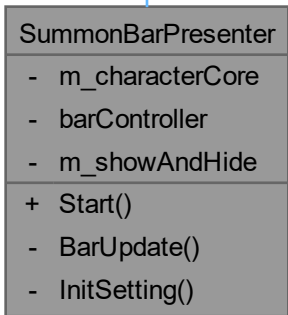 SummonBarPresenter
- m_characterCore
- barController
- m_showAndHide
+ Start()
- BarUpdate()
- InitSetting()